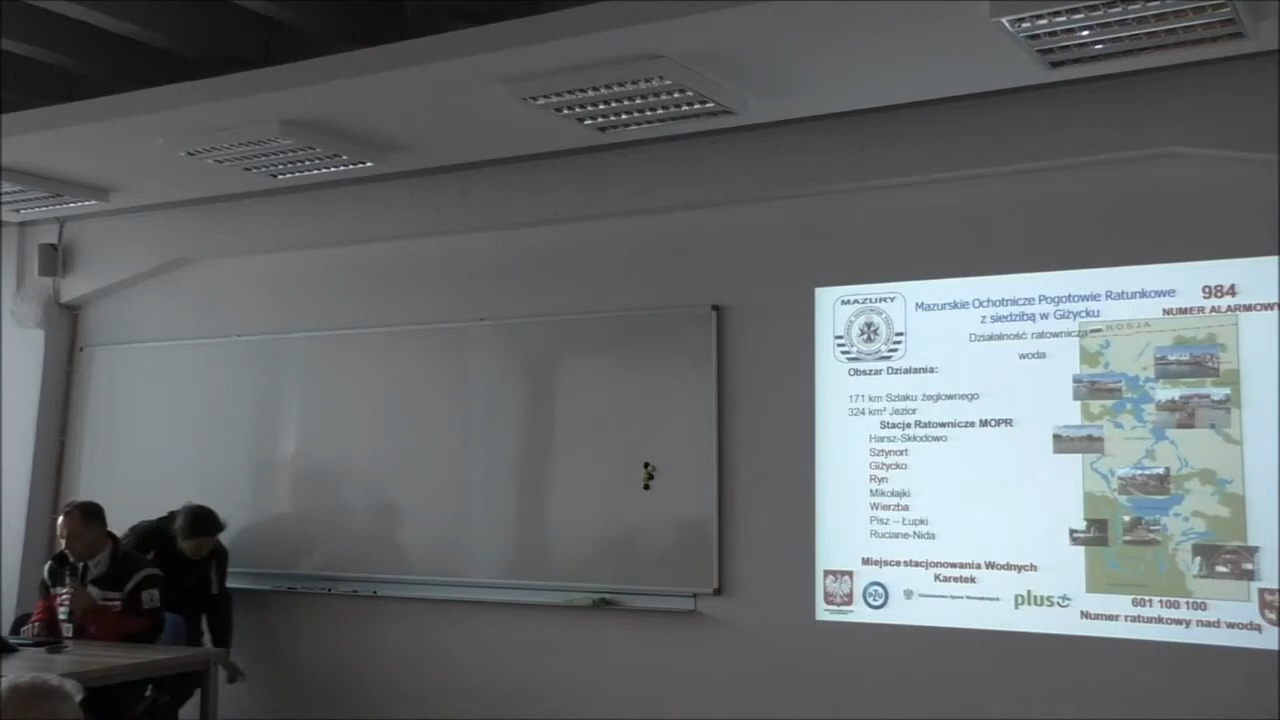 MAZURY
Mazurskie Ochotnicze Pogotowie Ratunkowe
z siedzibą w Giżycku
984
NUMER ALARMOWY
Działalność ratownicza
woda
ROSJA
Obszar Działania:
171 km Szlaku żeglownego
324 km² Jezior
Stacje Ratownicze MOPR
Harsz-Skłodowo
Sztynort
Giżycko
Ryn
Mikołajki
Wierzba
Pisz – Łupki
Ruciane-Nida
Miejsce stacjonowania Wodnych
Karetek
PZU
plus
601 100 100
Numer ratunkowy nad wodą